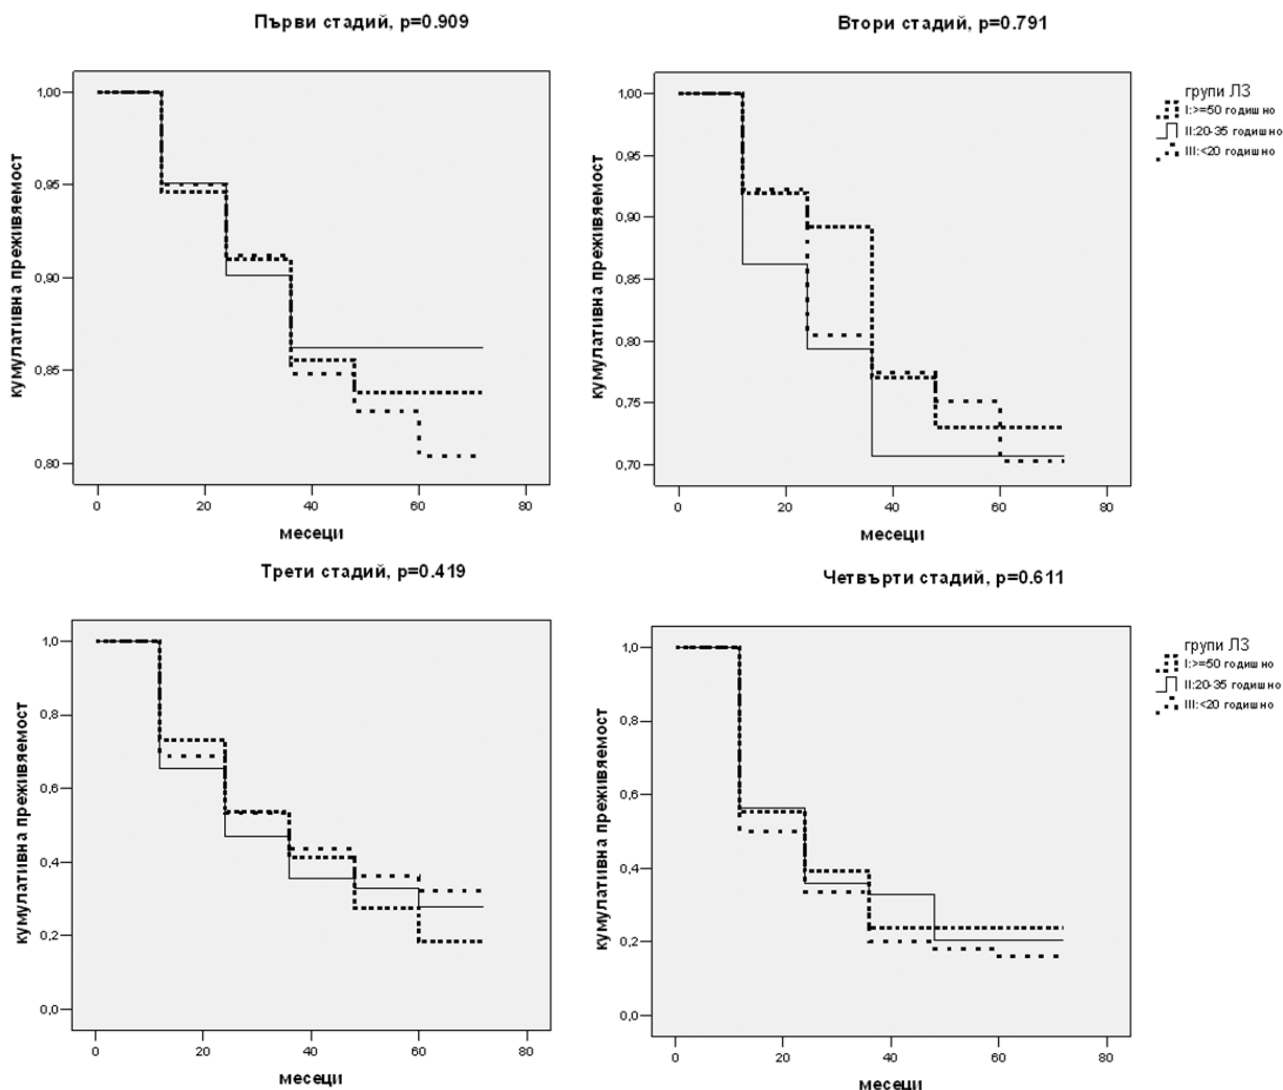 Първи стадий, p=0.909
кумулативна преживяемост
1,00
0,95
0,90
0,85
0,80
0
20
40
60
80
месеци
Втори стадий, p=0.791
кумулативна преживяемост
1,00
0,95
0,90
0,85
0,80
0,75
0,70
0
20
40
60
80
месеци
групи ЛЗ
I:>=50 годишно
II:20-35 годишно
III:<20 годишно
Трети стадий, p=0.419
кумулативна преживяемост
1,0
0,8
0,6
0,4
0,2
0,0
0
20
40
60
80
месеци
Четвърти стадий, p=0.611
кумулативна преживяемост
1,0
0,8
0,6
0,4
0,2
0,0
0
20
40
60
80
месеци
групи ЛЗ
I:>=50 годишно
II:20-35 годишно
III:<20 годишно